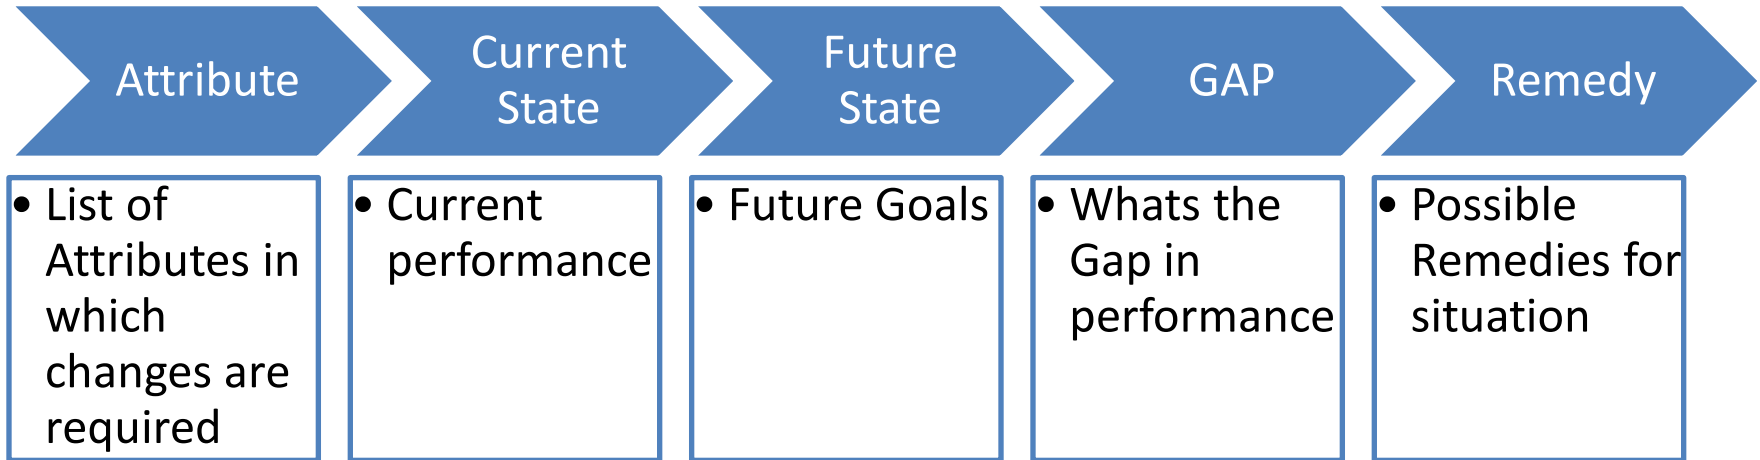 Attribute
Current
State
Future
State
GAP
Remedy
• List of
Attributes in
which
changes are
required
• Current
performance
• Future Goals
• Whats the
Gap in
performance
• Possible
Remedies for
situation